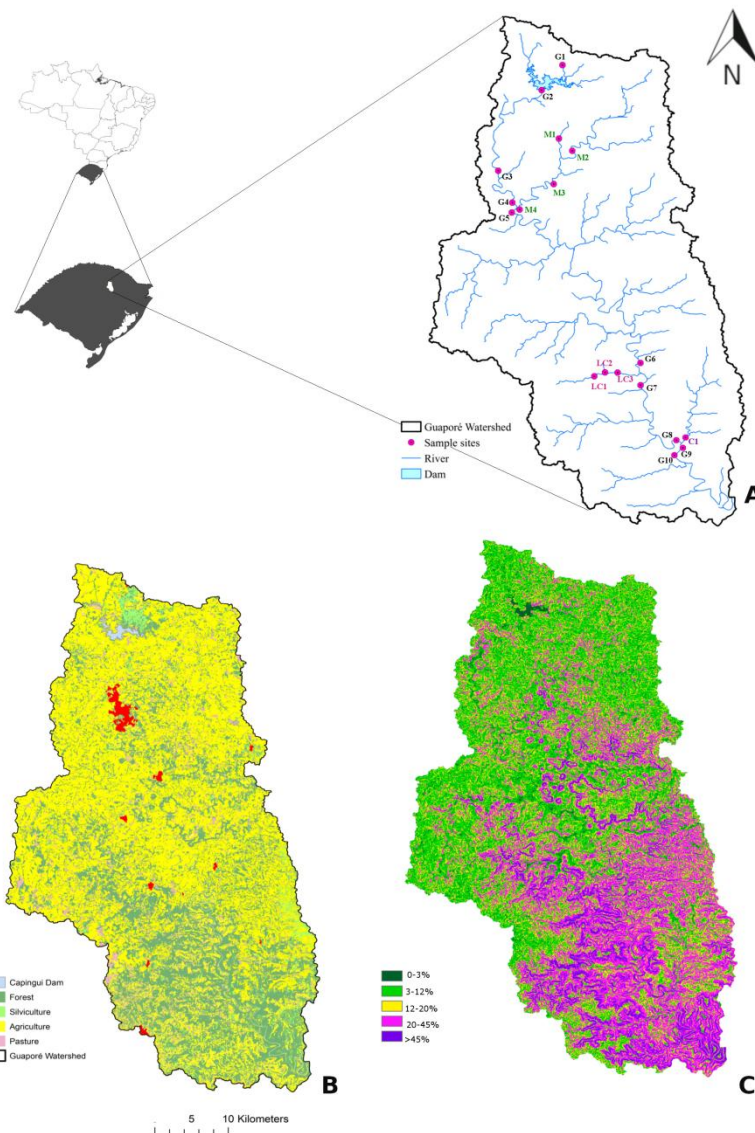 N
G1
G2
M1
M2
G3
M3
G4
M4
G5
G6
LC2
LC1
LC3
G7
Guaporé Watershed
Sample sites
River
Dam
G8
C1
G9
G10
A
Capingui Dam
Forest
Silviculture
Agriculture
Pasture
Guaporé Watershed
B
5 10 Kilometers
0-3%
3-12%
12-20%
20-45%
>45%
C